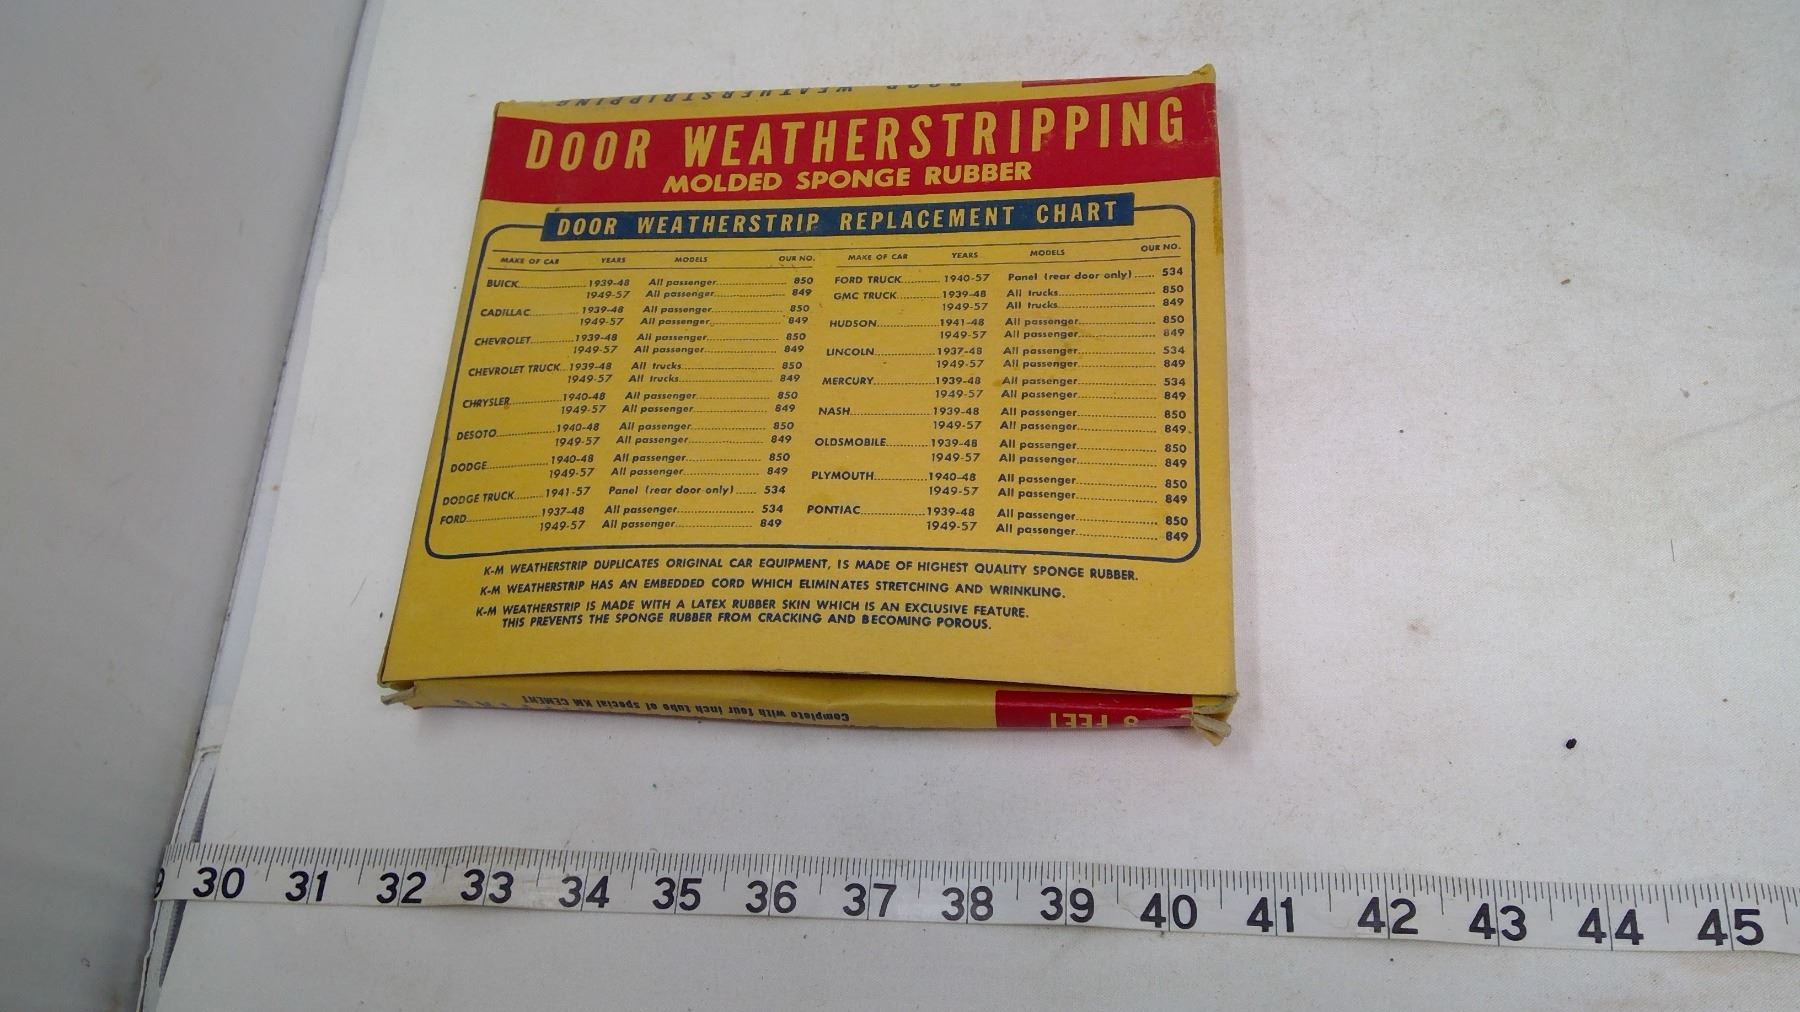 DOOR WEATHERSTRIPPING
DOOR WEATHERSTRIPPING
MOLDED SPONGE RUBBER
DOOR WEATHERSTRIP REPLACEMENT CHART
MAKE OF CAR YEARS MODELS OUR NO.
BUICK 1939-48 All passenger 850
1949-57 All passenger 849
CADILLAC 1939-48 All passenger 850
1949-57 All passenger 849
CHEVROLET 1939-48 All passenger 850
1949-57 All passenger 849
CHEVROLET TRUCK 1939-48 All trucks 850
1949-57 All trucks 849
CHRYSLER 1940-48 All passenger 850
1949-57 All passenger 849
DESOTO 1940-48 All passenger 850
1949-57 All passenger 849
DODGE 1940-48 All passenger 850
1949-57 All passenger 849
DODGE TRUCK 1941-57 Panel (rear door only) 534
FORD 1937-48 All passenger 534
1949-57 All passenger 849
MAKE OF CAR YEARS MODELS OUR NO.
FORD TRUCK 1940-57 Panel (rear door only) 534
GMC TRUCK 1939-48 All trucks 850
1949-57 All trucks 849
HUDSON 1941-48 All passenger 850
1949-57 All passenger 849
LINCOLN 1937-48 All passenger 534
1949-57 All passenger 849
MERCURY 1939-48 All passenger 534
1949-57 All passenger 849
NASH 1939-48 All passenger 850
1949-57 All passenger 849
OLDSMOBILE 1939-48 All passenger 850
1949-57 All passenger 849
PLYMOUTH 1940-48 All passenger 850
1949-57 All passenger 849
PONTIAC 1939-48 All passenger 850
1949-57 All passenger 849
K-M WEATHERSTRIP DUPLICATES ORIGINAL CAR EQUIPMENT, IS MADE OF HIGHEST QUALITY SPONGE RUBBER.
K-M WEATHERSTRIP HAS AN EMBEDDED CORD WHICH ELIMINATES STRETCHING AND WRINKLING.
K-M WEATHERSTRIP IS MADE WITH A LATEX RUBBER SKIN WHICH IS AN EXCLUSIVE FEATURE.
THIS PREVENTS THE SPONGE RUBBER FROM CRACKING AND BECOMING POROUS.
Complete with four inch tube of special KM CEMENT
8 FEET
30 31 32 33 34 35 36 37 38 39 40 41 42 43 44 45